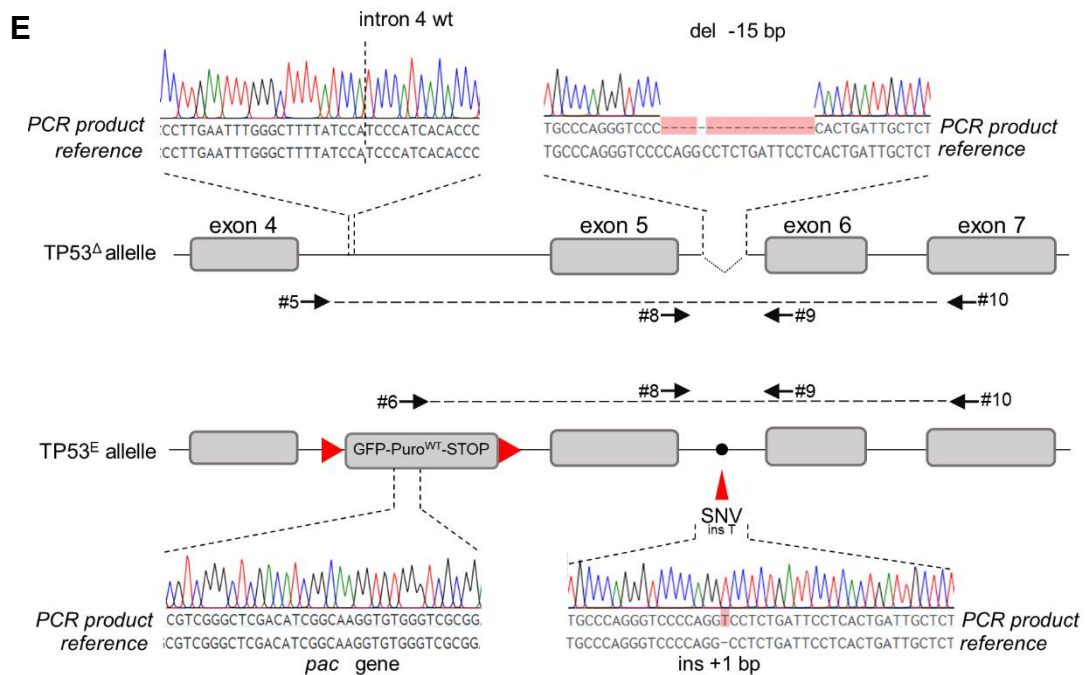 E
intron 4 wt
del -15 bp
PCR product
CCTTGAATTTGGGCTTTTATCCATCCCATCACACCC
reference
CCTTGAATTTGGGCTTTTATCCATCCCATCACACCC
TGCCCAGGGTCCC----------------CACTGATTGCTCT
PCR product
TGCCCAGGGTCCCCAGGCCTCTGATTCCTCACTGATTGCTCT
reference
exon 4
exon 5
exon 6
exon 7
TP53Δ allele
#5
#8
#9
#10
#6
#8
#9
#10
TP53E allele
GFP-PuroWT-STOP
SNV
ins T
PCR product
CGTCGGGCTCGACATCGGCAAGGTGTGGGTCGCGG
reference
CGTCGGGCTCGACATCGGCAAGGTGTGGGTCGCGG
pac gene
TGCCCAGGGTCCCCAGGTCCTCTGATTCCTCACTGATTGCTCT
PCR product
TGCCCAGGGTCCCCAGG-CCTCTGATTCCTCACTGATTGCTCT
reference
ins +1 bp